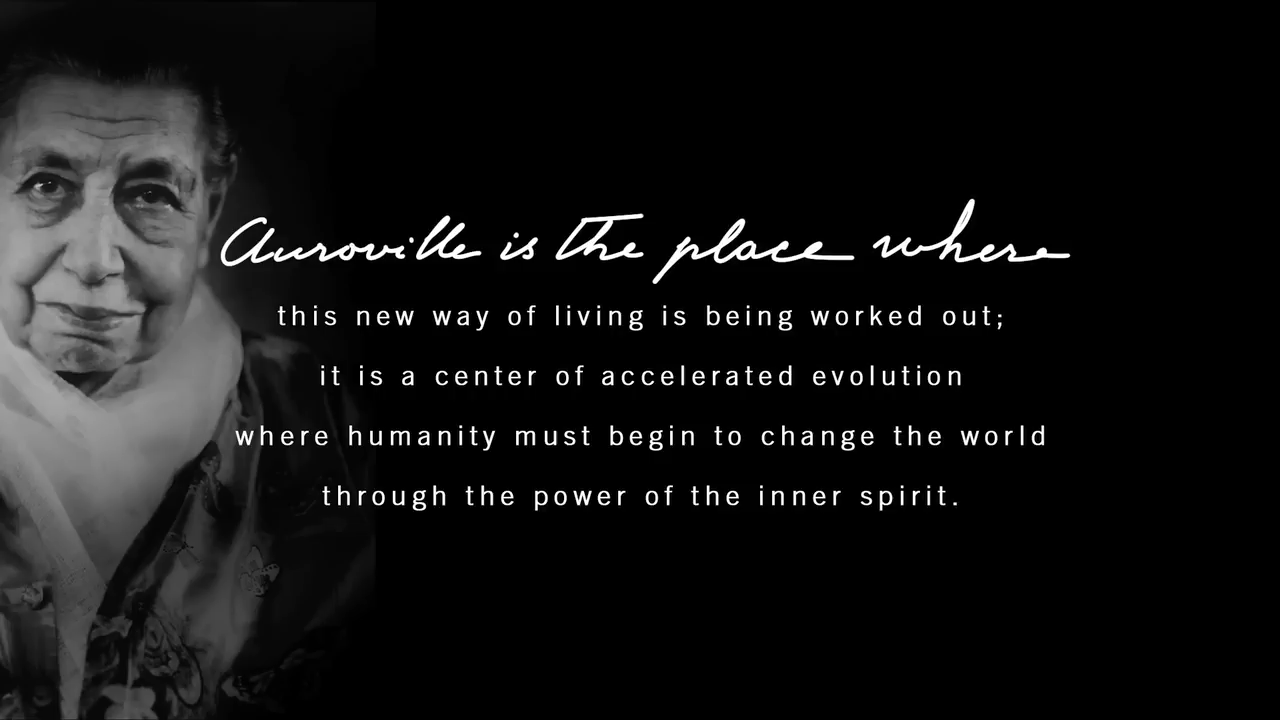 Auroville is the place where
this new way of living is being worked out;
it is a center of accelerated evolution
where humanity must begin to change the world
through the power of the inner spirit.